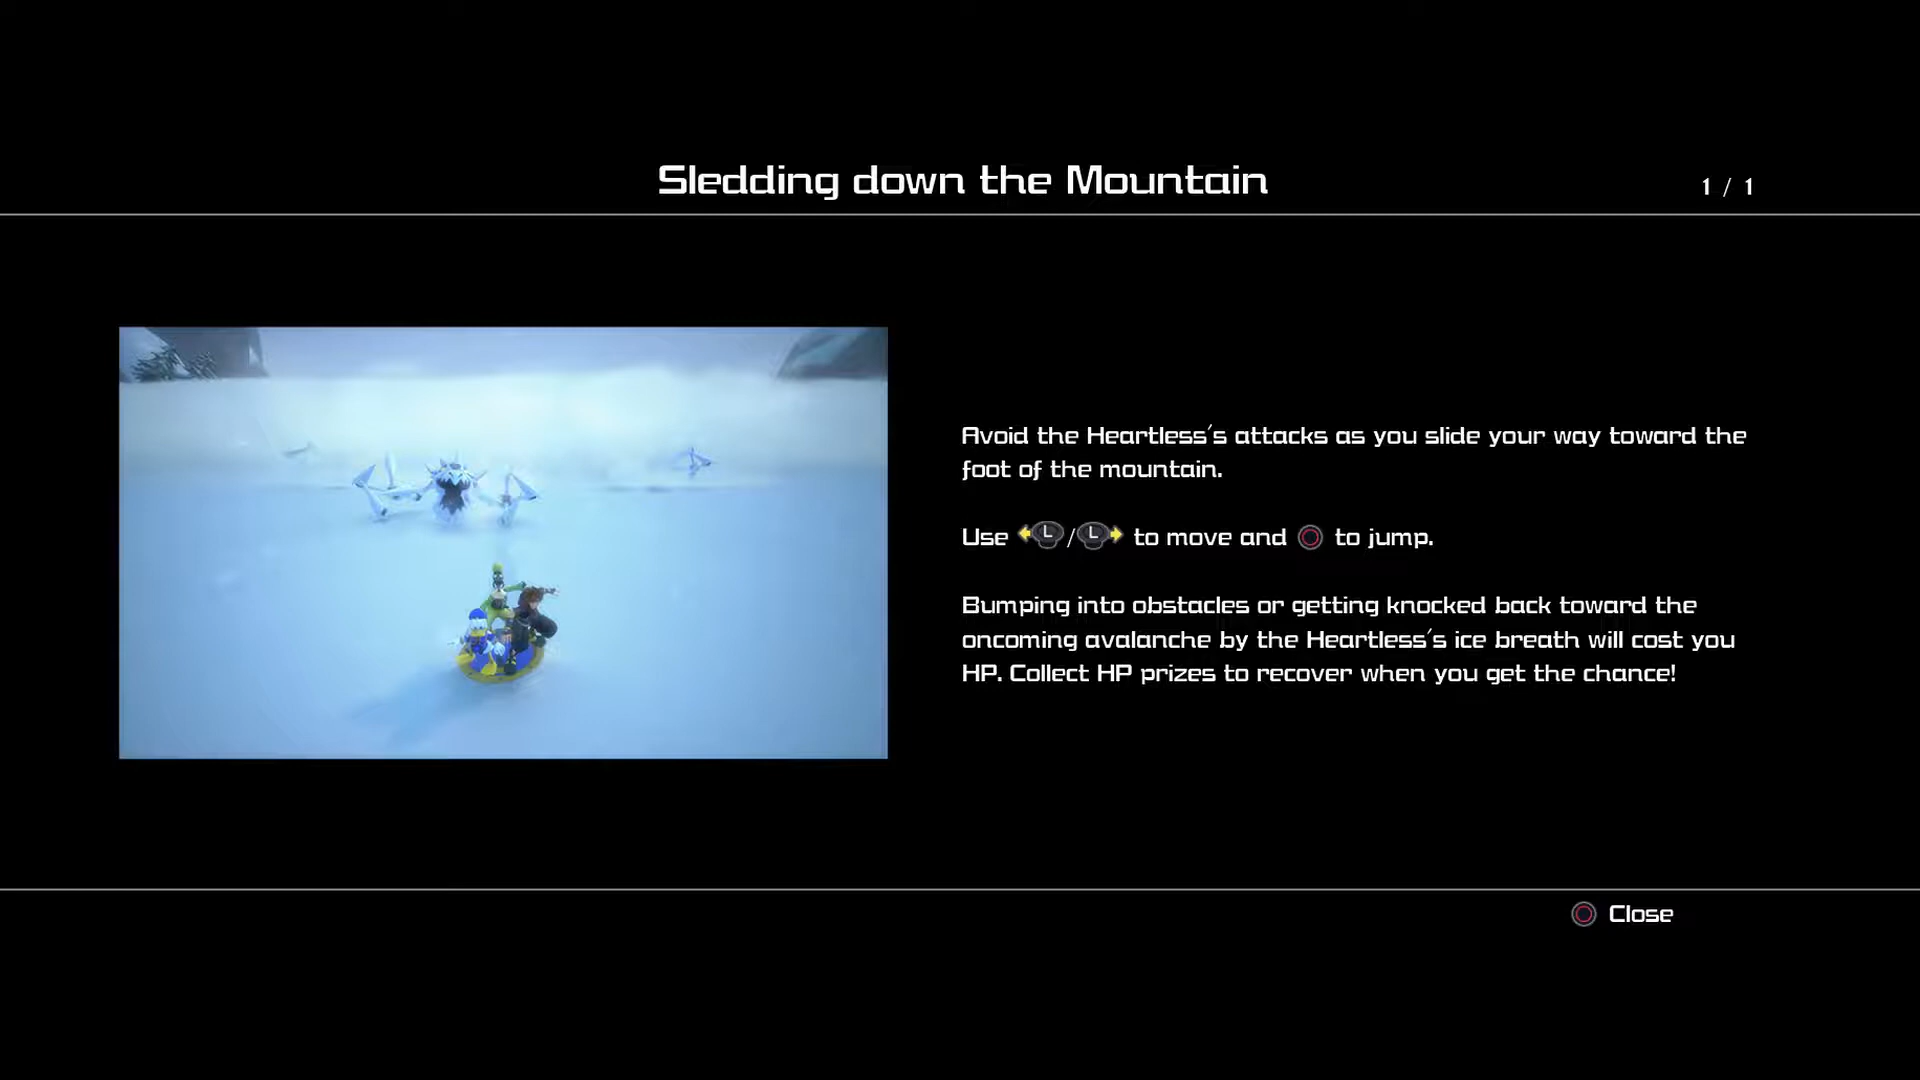 Sledding down the Mountain
1 / 1
Avoid the Heartless's attacks as you slide your way toward the
foot of the mountain.
Use L/L to move and ○ to jump.
Bumping into obstacles or getting knocked back toward the
oncoming avalanche by the Heartless's ice breath will cost you
HP. Collect HP prizes to recover when you get the chance!
Close